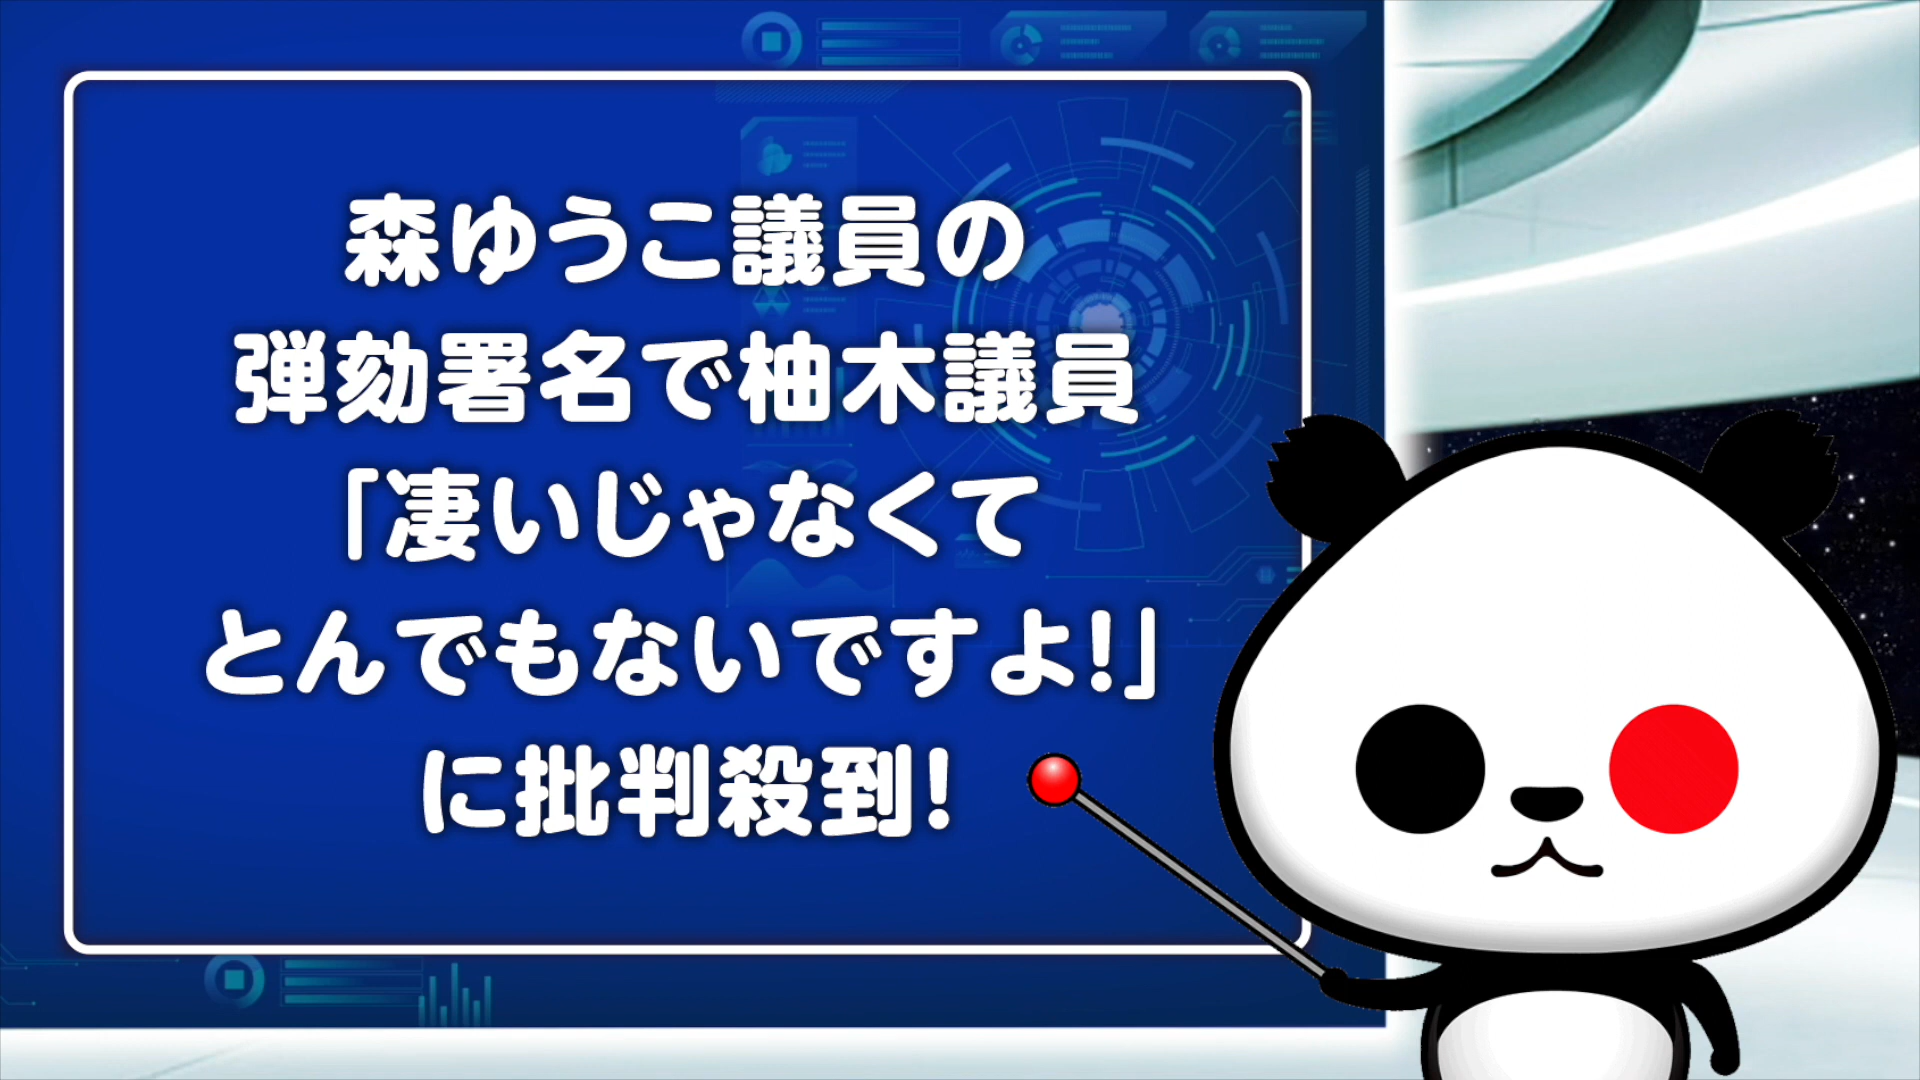 森ゆうこ議員の
弾劾署名で柚木議員
「凄いじゃなくて
とんでもないですよ!」
に批判殺到!